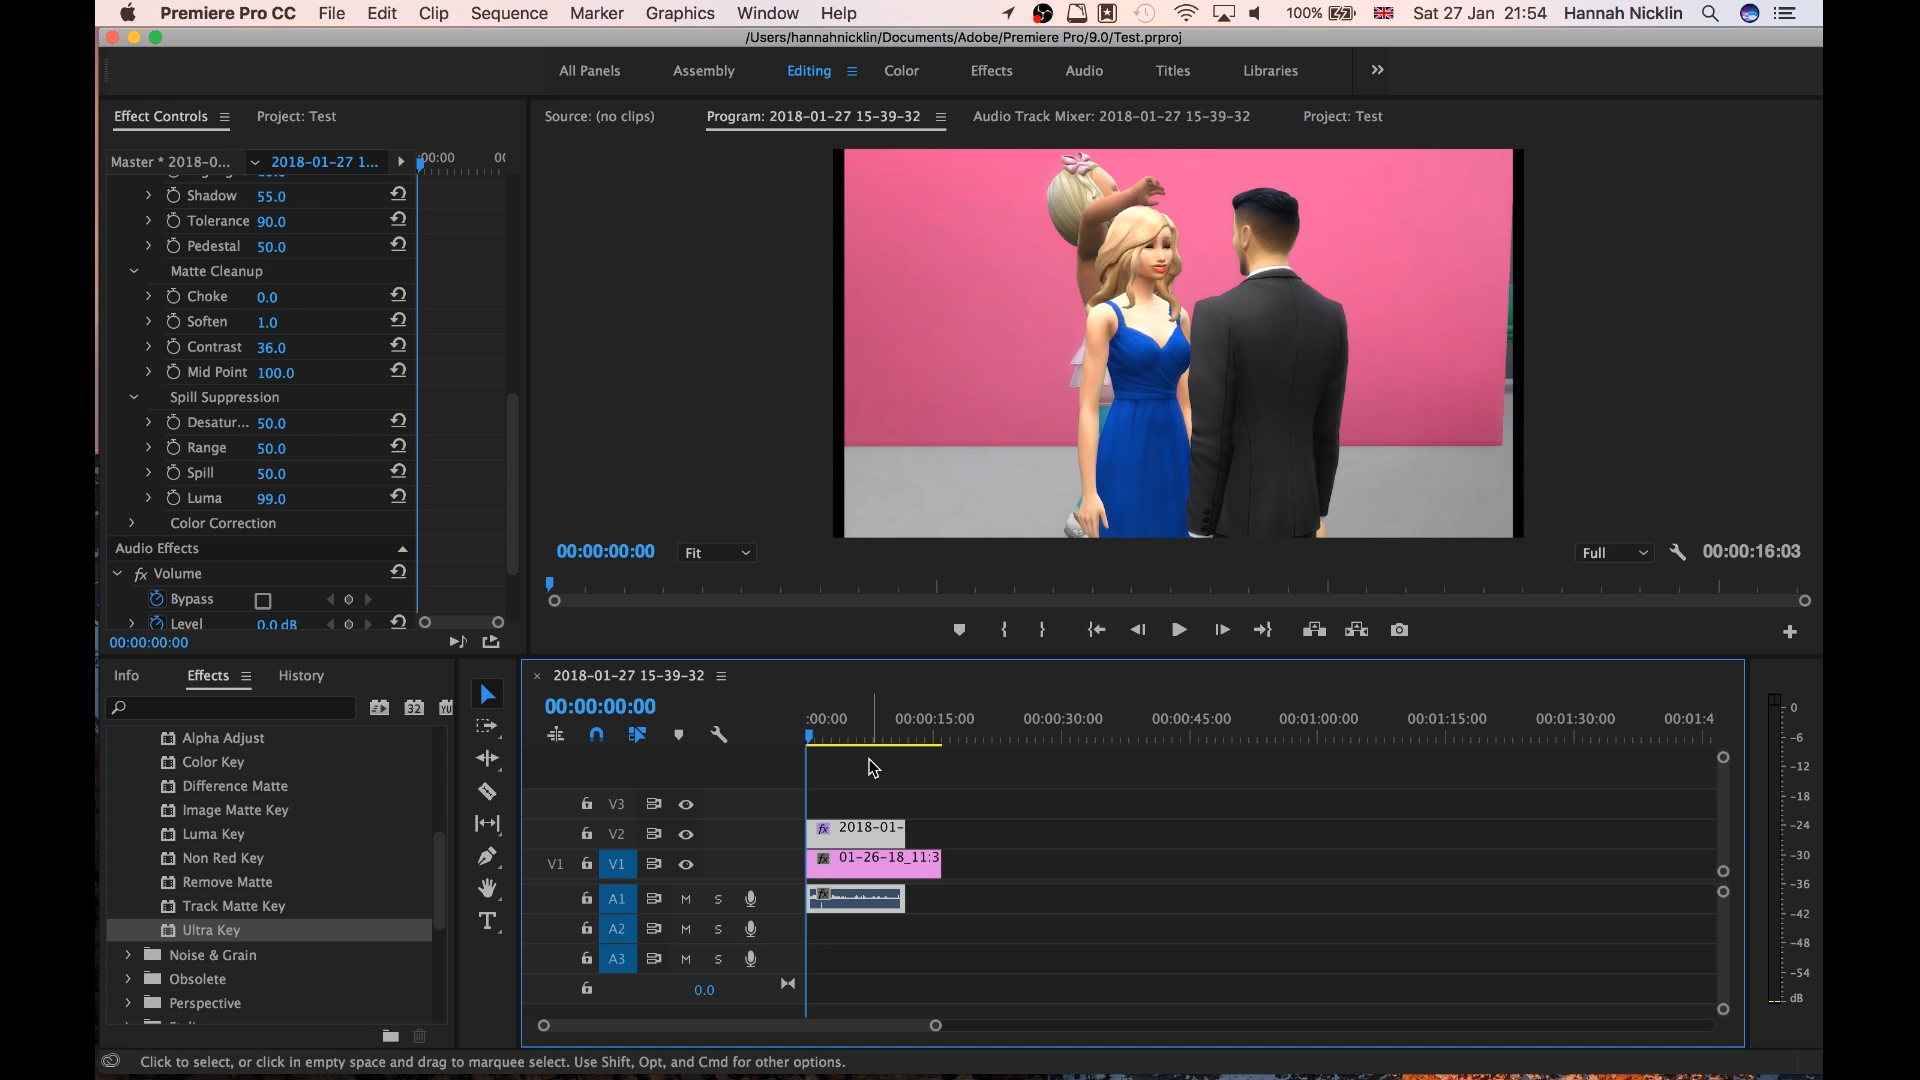 Premiere Pro CC File Edit Clip Sequence Marker Graphics Window Help 100% Sat 27 Jan 21:54 Hannah Nicklin
/Users/hannahnicklin/Documents/Adobe/Premiere Pro/9.0/Test.prproj
All Panels Assembly Editing Color Effects Audio Titles Libraries
Effect Controls Project: Test Source: (no clips) Program: 2018-01-27 15-39-32 Audio Track Mixer: 2018-01-27 15-39-32 Project: Test
Master * 2018-0... 2018-01-27 1... :00:00
Shadow 55.0
Tolerance 90.0
Pedestal 50.0
Matte Cleanup
Choke 0.0
Soften 1.0
Contrast 36.0
Mid Point 100.0
Spill Suppression
Desatur... 50.0
Range 50.0
Spill 50.0
Luma 99.0
Color Correction
Audio Effects
fx Volume
Bypass
Level 0.0 dB
00:00:00:00
00:00:00:00 Fit Full 00:00:16:03
Info Effects History
32 YU
Alpha Adjust
Color Key
Difference Matte
Image Matte Key
Luma Key
Non Red Key
Remove Matte
Track Matte Key
Ultra Key
Noise & Grain
Obsolete
Perspective
2018-01-27 15-39-32
00:00:00:00
:00:00 00:00:15:00 00:00:30:00 00:00:45:00 00:01:00:00 00:01:15:00 00:01:30:00 00:01:4
V3
V2 fx 2018-01-
V1 V1 fx 01-26-18_11:3
A1 M S fx
A2 M S
A3 M S
0.0
0
-6
-12
-18
-24
-30
-36
-42
-48
-54
dB
Click to select, or click in empty space and drag to marquee select. Use Shift, Opt, and Cmd for other options.